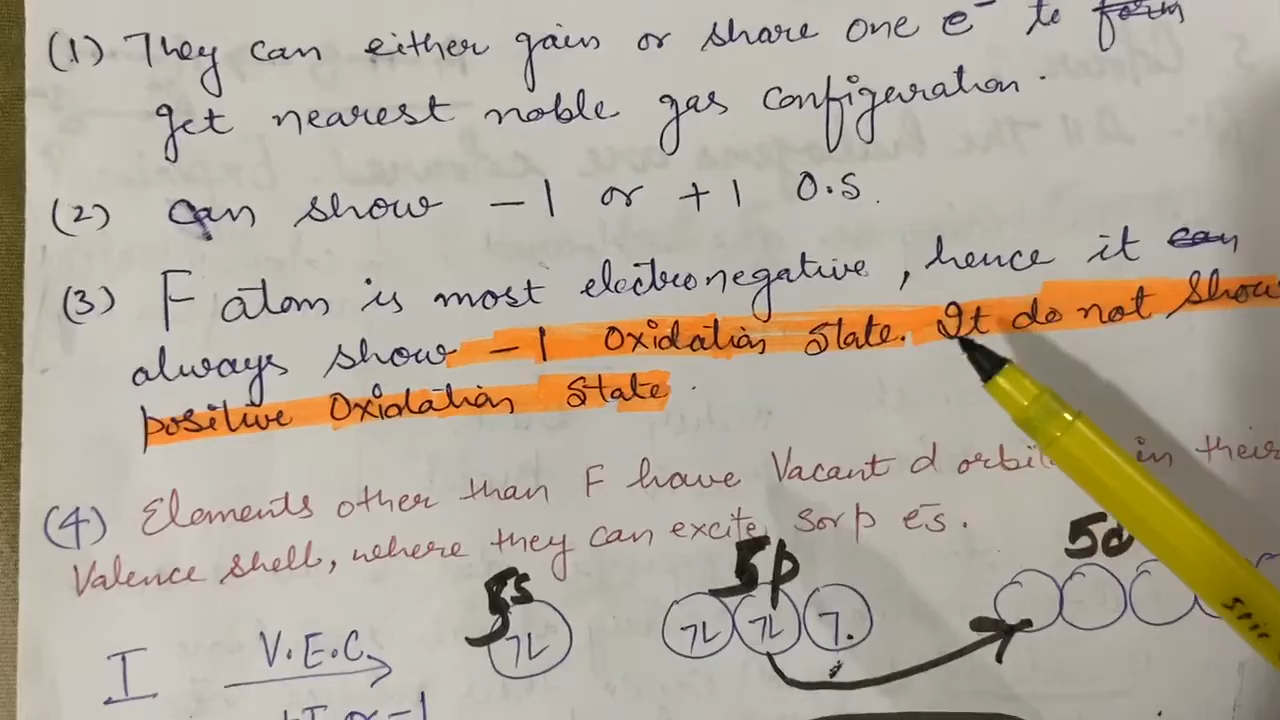 (1) They can either gain or share one e⁻ to form
get nearest noble gas configuration.
(2) Can show -1 or +1 O.S.
(3) F atom is most electronegative, hence it can
always show -1 Oxidation State. It do not show
positive Oxidation State.
(4) Elements other than F have Vacant d in their
Valence shell, where they can excite s or p e⁻s.
5s 5p 5d
I V.E.C.